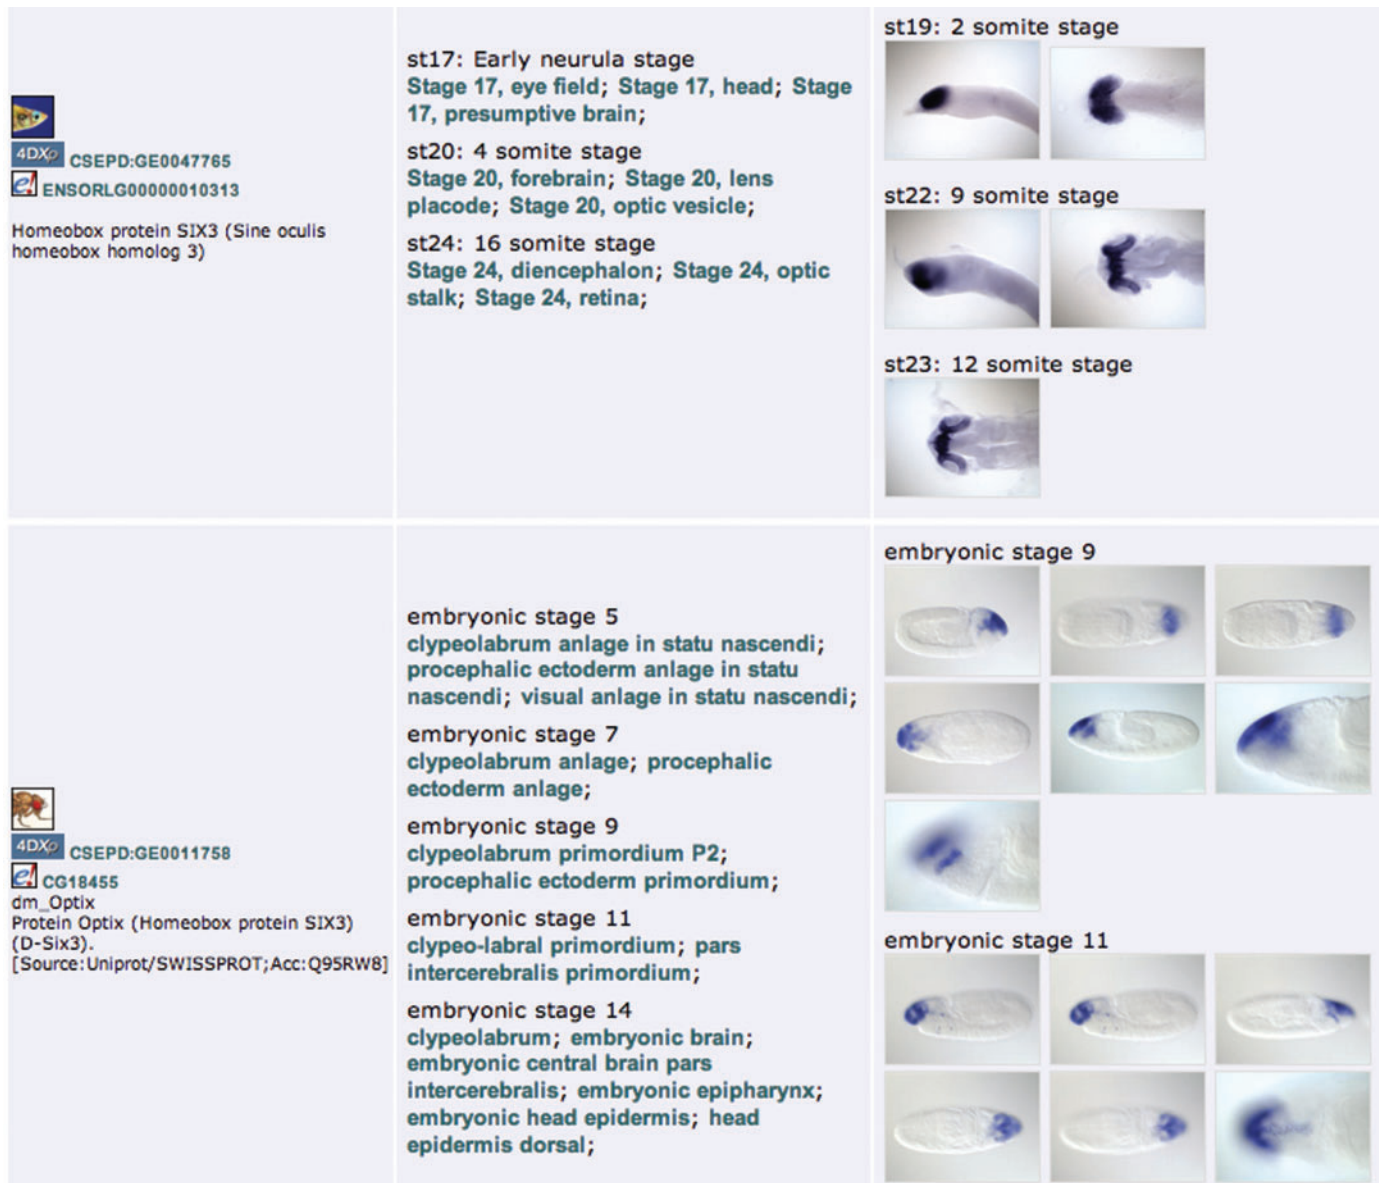 4DXp CSEPD:GE0047765
e! ENSORLG00000010313
Homeobox protein SIX3 (Sine oculis
homeobox homolog 3)
st17: Early neurula stage
Stage 17, eye field; Stage 17, head; Stage
17, presumptive brain;
st20: 4 somite stage
Stage 20, forebrain; Stage 20, lens
placode; Stage 20, optic vesicle;
st24: 16 somite stage
Stage 24, diencephalon; Stage 24, optic
stalk; Stage 24, retina;
st19: 2 somite stage
st22: 9 somite stage
st23: 12 somite stage
4DXp CSEPD:GE0011758
e! CG18455
dm_Optix
Protein Optix (Homeobox protein SIX3)
(D-Six3).
[Source:Uniprot/SWISSPROT;Acc:Q95RW8]
embryonic stage 5
clypeolabrum anlage in statu nascendi;
procephalic ectoderm anlage in statu
nascendi; visual anlage in statu nascendi;
embryonic stage 7
clypeolabrum anlage; procephalic
ectoderm anlage;
embryonic stage 9
clypeolabrum primordium P2;
procephalic ectoderm primordium;
embryonic stage 11
clypeo-labral primordium; pars
intercerebralis primordium;
embryonic stage 14
clypeolabrum; embryonic brain;
embryonic central brain pars
intercerebralis; embryonic epipharynx;
embryonic head epidermis; head
epidermis dorsal;
embryonic stage 9
embryonic stage 11